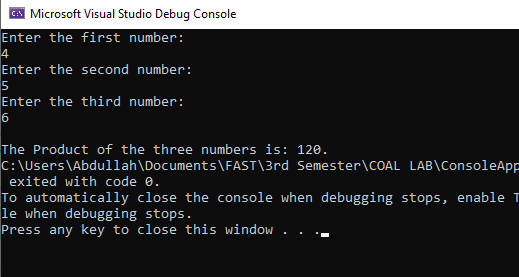 Microsoft Visual Studio Debug Console
Enter the first number:
4
Enter the second number:
5
Enter the third number:
6
The Product of the three numbers is: 120.
C:\Users\Abdullah\Documents\FAST\3rd Semester\COAL LAB\ConsoleApp
exited with code 0.
To automatically close the console when debugging stops, enable T
le when debugging stops.
Press any key to close this window . . .